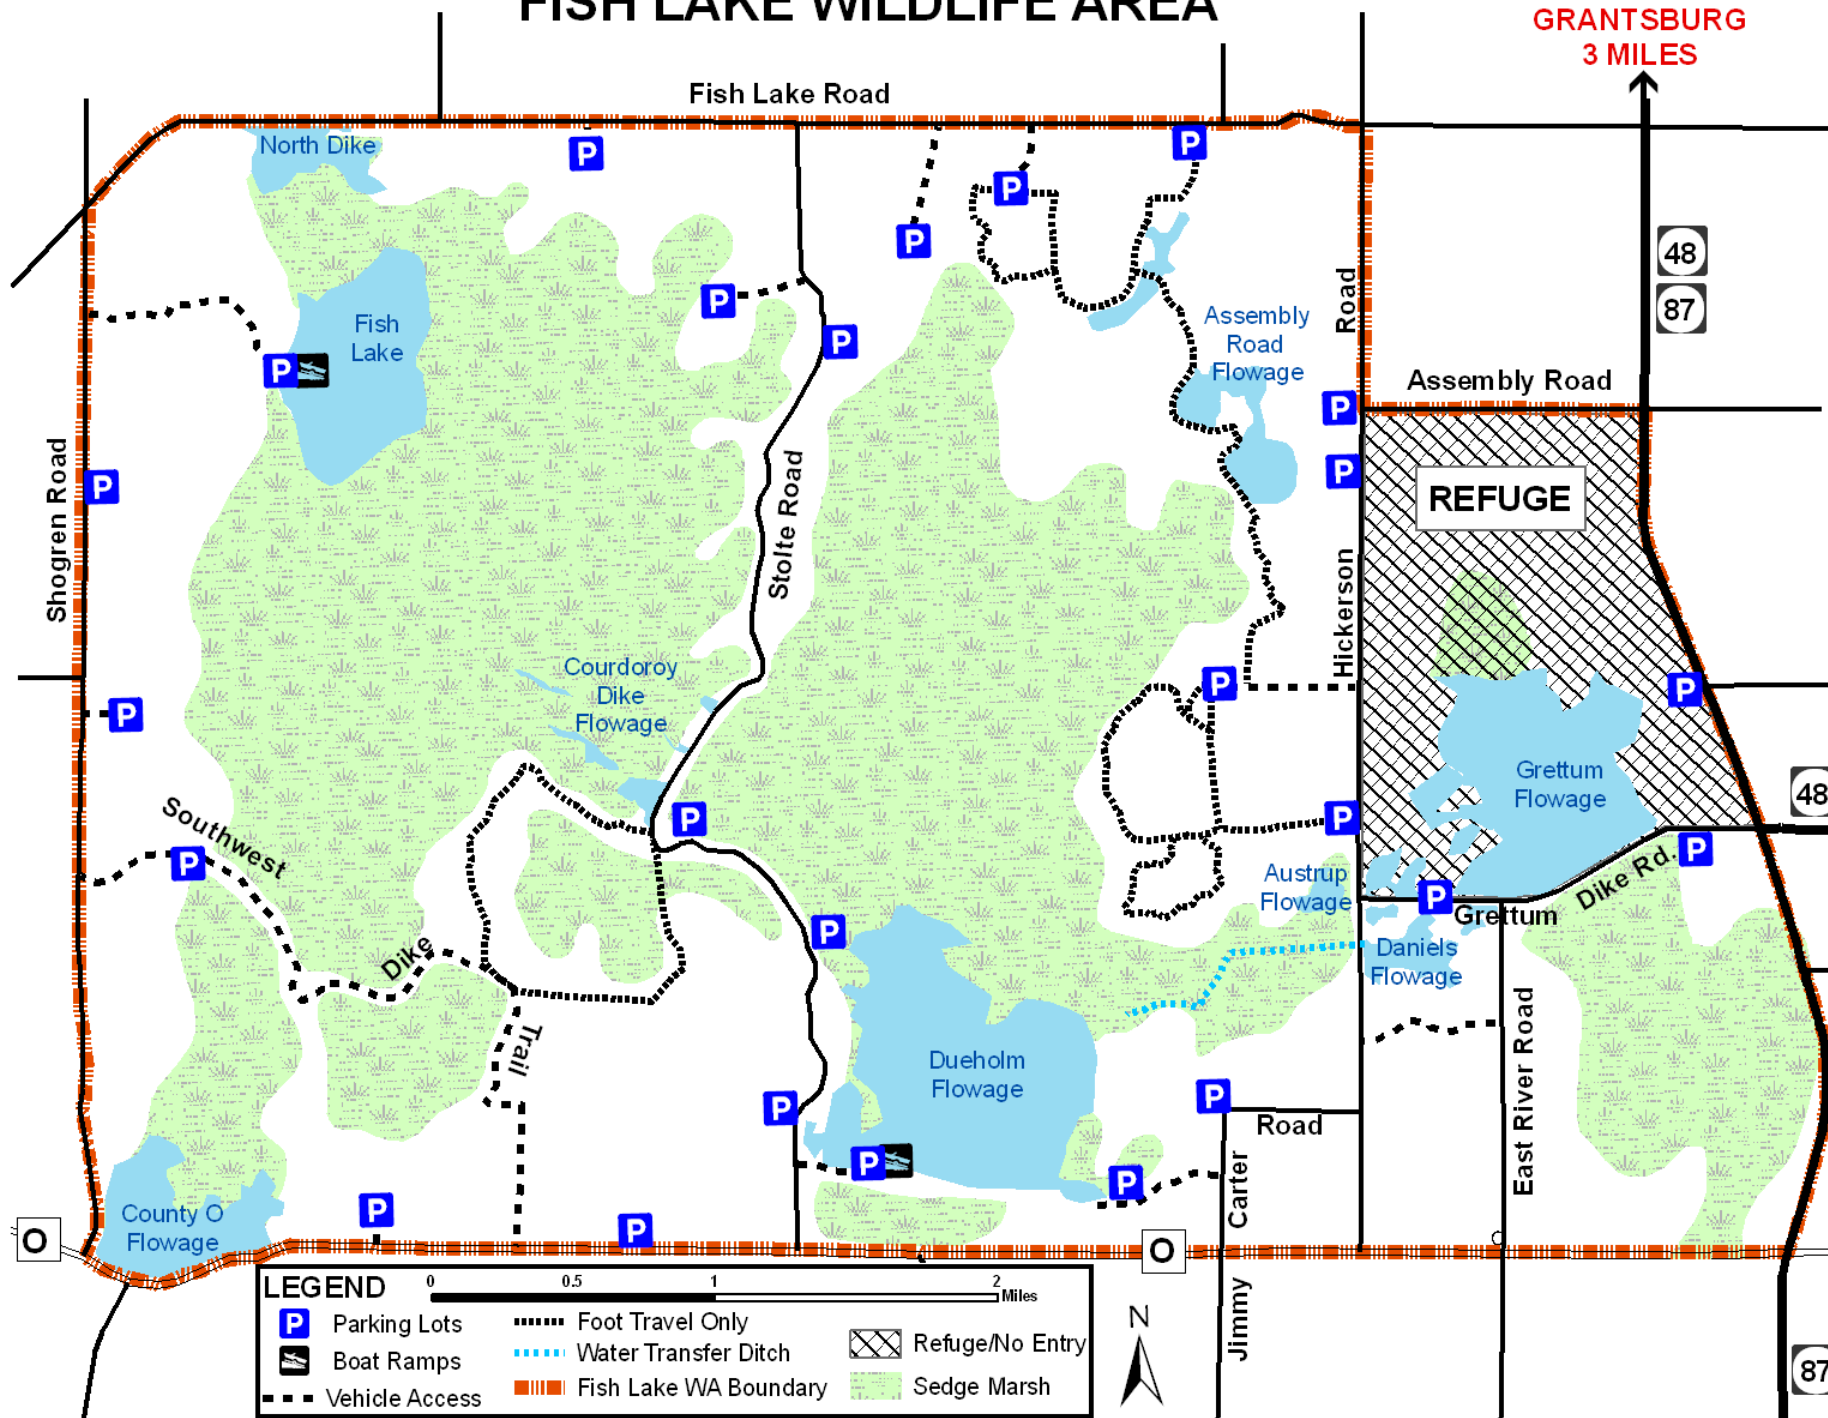 FISH LAKE WILDLIFE AREA
GRANTSBURG
3 MILES
Fish Lake Road
North Dike
P
P
P
P
48
Road
P
87
Fish
Lake
Assembly
Road
Flowage
P
P
P
Assembly Road
P
Shogren Road
P
P
REFUGE
Stolte Road
Hickerson
Courdoroy
Dike
Flowage
P
P
P
Grettum
Flowage
48
Southwest
P
P
P
P
Dike Rd.
Austrup
Flowage
P
Grettum
Dike
P
Daniels
Flowage
Trail
East River Road
Dueholm
Flowage
P
P
Road
P
P
Carter
County O
Flowage
P
P
O
O
LEGEND
0 0.5 1 2
Miles
P Parking Lots
Boat Ramps
Vehicle Access
Foot Travel Only
Water Transfer Ditch
Fish Lake WA Boundary
Refuge/No Entry
Sedge Marsh
N
Jimmy
87